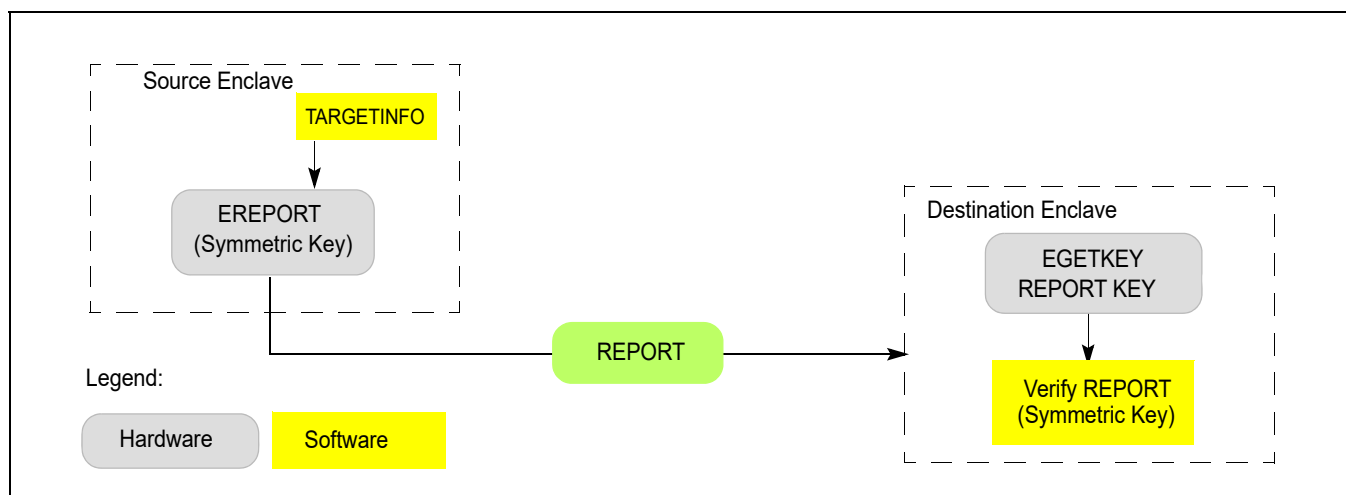 Source Enclave
TARGETINFO
EREPORT
(Symmetric Key)
REPORT
Destination Enclave
EGETKEY
REPORT KEY
Verify REPORT
(Symmetric Key)
Legend:
Hardware
Software